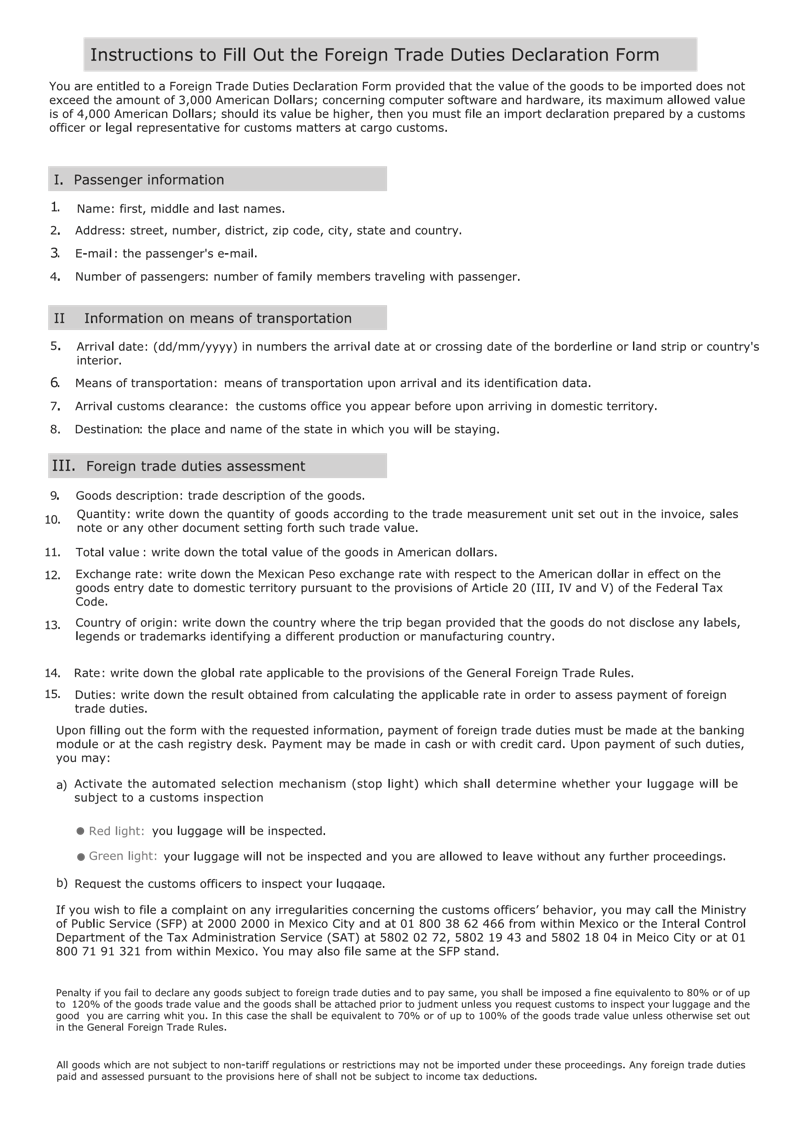 Instructions to Fill Out the Foreign Trade Duties Declaration Form
You are entitled to a Foreign Trade Duties Declaration Form provided that the value of the goods to be imported does not
exceed the amount of 3,000 American Dollars; concerning computer software and hardware, its maximum allowed value
is of 4,000 American Dollars; should its value be higher, then you must file an import declaration prepared by a customs
officer or legal representative for customs matters at cargo customs.
I. Passenger information
1. Name: first, middle and last names.
2. Address: street, number, district, zip code, city, state and country.
3. E-mail: the passenger's e-mail.
4. Number of passengers: number of family members traveling with passenger.
II Information on means of transportation
5. Arrival date: (dd/mm/yyyy) in numbers the arrival date at or crossing date of the borderline or land strip or country's
interior.
6. Means of transportation: means of transportation upon arrival and its identification data.
7. Arrival customs clearance: the customs office you appear before upon arriving in domestic territory.
8. Destination: the place and name of the state in which you will be staying.
III. Foreign trade duties assessment
9. Goods description: trade description of the goods.
10. Quantity: write down the quantity of goods according to the trade measurement unit set out in the invoice, sales
note or any other document setting forth such trade value.
11. Total value : write down the total value of the goods in American dollars.
12. Exchange rate: write down the Mexican Peso exchange rate with respect to the American dollar in effect on the
goods entry date to domestic territory pursuant to the provisions of Article 20 (III, IV and V) of the Federal Tax
Code.
13. Country of origin: write down the country where the trip began provided that the goods do not disclose any labels,
legends or trademarks identifying a different production or manufacturing country.
14. Rate: write down the global rate applicable to the provisions of the General Foreign Trade Rules.
15. Duties: write down the result obtained from calculating the applicable rate in order to assess payment of foreign
trade duties.
Upon filling out the form with the requested information, payment of foreign trade duties must be made at the banking
module or at the cash registry desk. Payment may be made in cash or with credit card. Upon payment of such duties,
you may:
a) Activate the automated selection mechanism (stop light) which shall determine whether your luggage will be
subject to a customs inspection
● Red light: you luggage will be inspected.
● Green light: your luggage will not be inspected and you are allowed to leave without any further proceedings.
b) Request the customs officers to inspect your luggage.
If you wish to file a complaint on any irregularities concerning the customs officers’ behavior, you may call the Ministry
of Public Service (SFP) at 2000 2000 in Mexico City and at 01 800 38 62 466 from within Mexico or the Interal Control
Department of the Tax Administration Service (SAT) at 5802 02 72, 5802 19 43 and 5802 18 04 in Meico City or at 01
800 71 91 321 from within Mexico. You may also file same at the SFP stand.
Penalty if you fail to declare any goods subject to foreign trade duties and to pay same, you shall be imposed a fine equivalento to 80% or of up
to 120% of the goods trade value and the goods shall be attached prior to judment unless you request customs to inspect your luggage and the
good you are carring whit you. In this case the shall be equivalent to 70% or of up to 100% of the goods trade value unless otherwise set out
in the General Foreign Trade Rules.
All goods which are not subject to non-tariff regulations or restrictions may not be imported under these proceedings. Any foreign trade duties
paid and assessed pursuant to the provisions here of shall not be subject to income tax deductions.